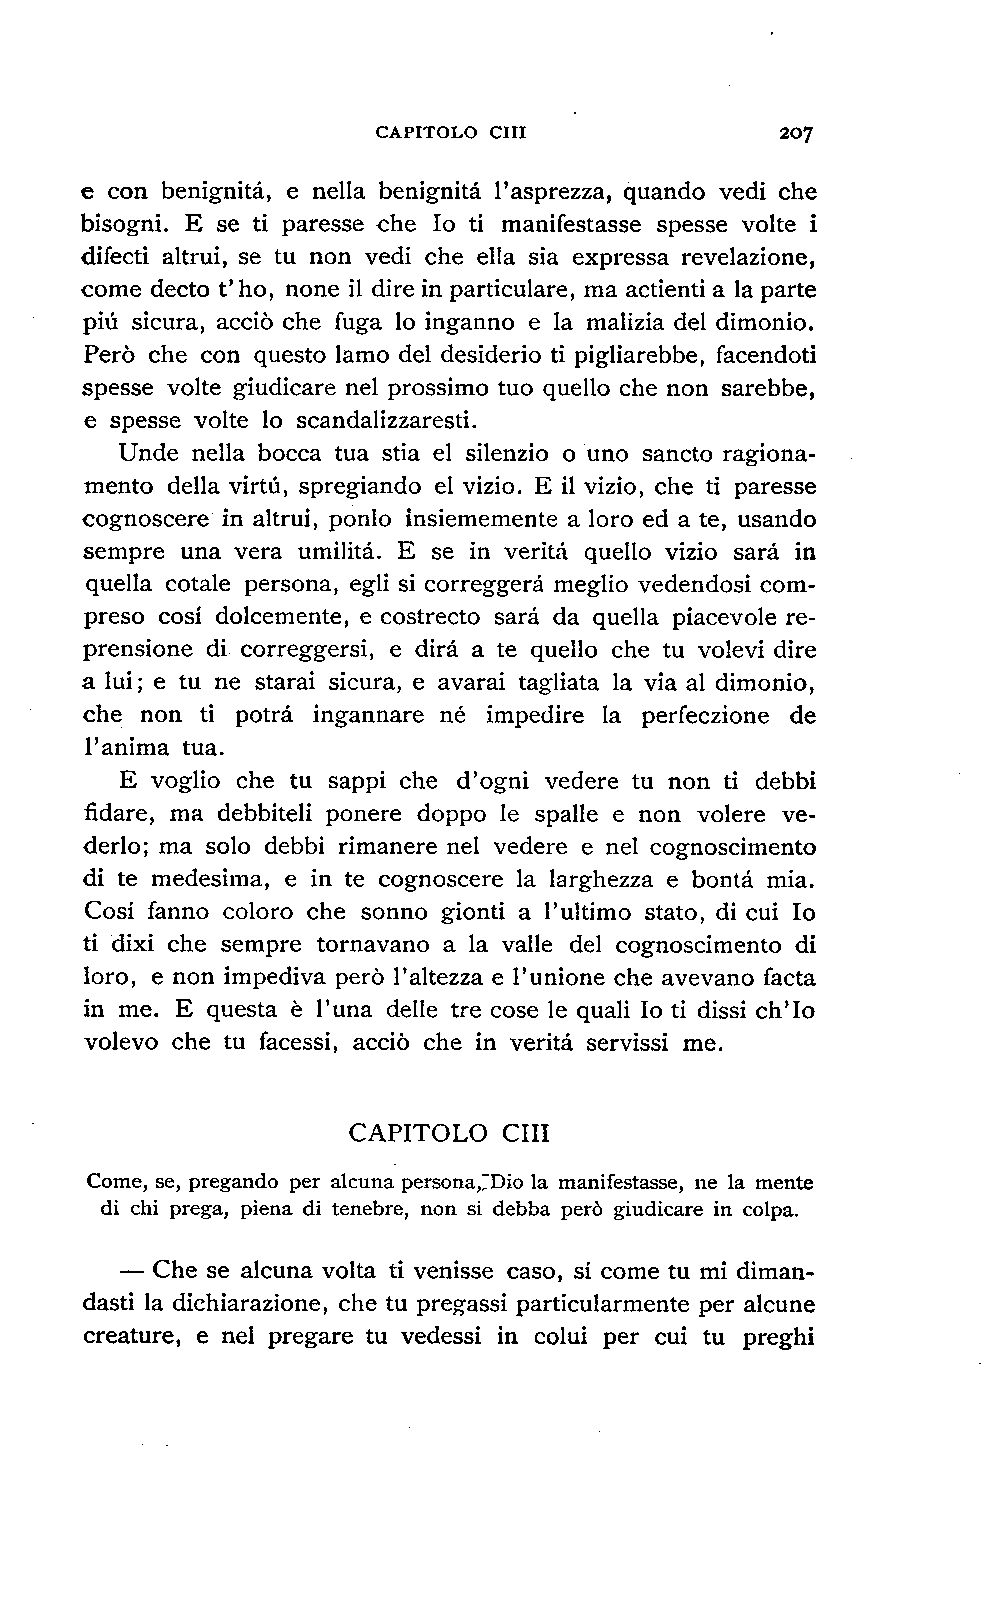 CAPITOLO CIII 207
e con benignitá, e nella benignitá l'asprezza, quando vedi che
bisogni. E se ti paresse che Io ti manifestasse spesse volte i
difecti altrui, se tu non vedi che ella sia expressa revelazione,
come decto t'ho, none il dire in particulare, ma actienti a la parte
piú sicura, acciò che fuga lo inganno e la malizia del dimonio.
Però che con questo lamo del desiderio ti pigliarebbe, facendoti
spesse volte giudicare nel prossimo tuo quello che non sarebbe,
e spesse volte lo scandalizzaresti.
Unde nella bocca tua stia el silenzio o uno sancto ragiona-
mento della virtú, spregiando el vizio. E il vizio, che ti paresse
cognoscere in altrui, ponlo insiememente a loro ed a te, usando
sempre una vera umilitá. E se in veritá quello vizio sará in
quella cotale persona, egli si correggerá meglio vedendosi com-
preso cosí dolcemente, e costrecto sará da quella piacevole re-
prensione di correggersi, e dirá a te quello che tu volevi dire
a lui; e tu ne starai sicura, e avarai tagliata la via al dimonio,
che non ti potrá ingannare né impedire la perfeczione de
l'anima tua.
E voglio che tu sappi che d'ogni vedere tu non ti debbi
fidare, ma debbiteli ponere doppo le spalle e non volere ve-
derlo; ma solo debbi rimanere nel vedere e nel cognoscimento
di te medesima, e in te cognoscere la larghezza e bontá mia.
Cosí fanno coloro che sonno gionti a l'ultimo stato, di cui Io
ti dixi che sempre tornavano a la valle del cognoscimento di
loro, e non impediva però l'altezza e l'unione che avevano facta
in me. E questa è l'una delle tre cose le quali Io ti dissi ch'Io
volevo che tu facessi, acciò che in veritá servissi me.
CAPITOLO CIII
Come, se, pregando per alcuna persona, Dio la manifestasse, ne la mente
di chi prega, piena di tenebre, non si debba però giudicare in colpa.
— Che se alcuna volta ti venisse caso, sí come tu mi diman-
dasti la dichiarazione, che tu pregassi particularmente per alcune
creature, e nel pregare tu vedessi in colui per cui tu preghi